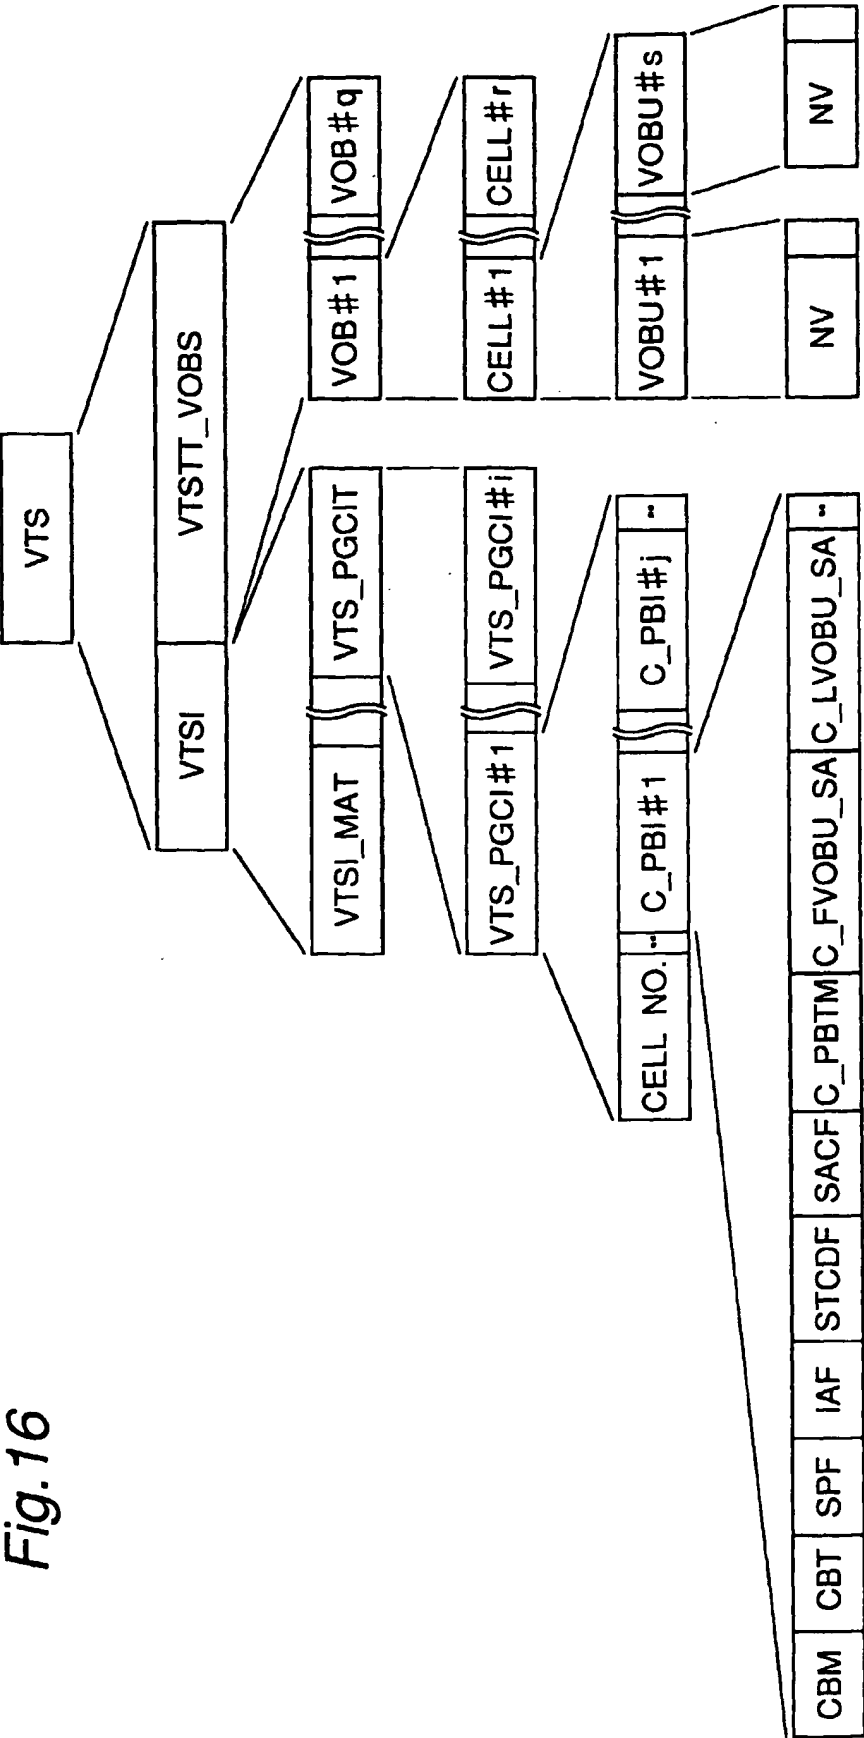 Fig.16
VTS
VTSI VTSTT_VOBS
VTSI_MAT VTS_PGCIT VOB#1 VOB#q
VTS_PGCI#1 VTS_PGCI#i CELL#1 CELL#r
CELL NO. -- C_PBI#1 C_PBI#j -- VOBU#1 VOBU#s
CBM CBT SPF IAF STCDF SACF C_PBTM C_FVOBU_SA C_LVOBU_SA -- NV NV